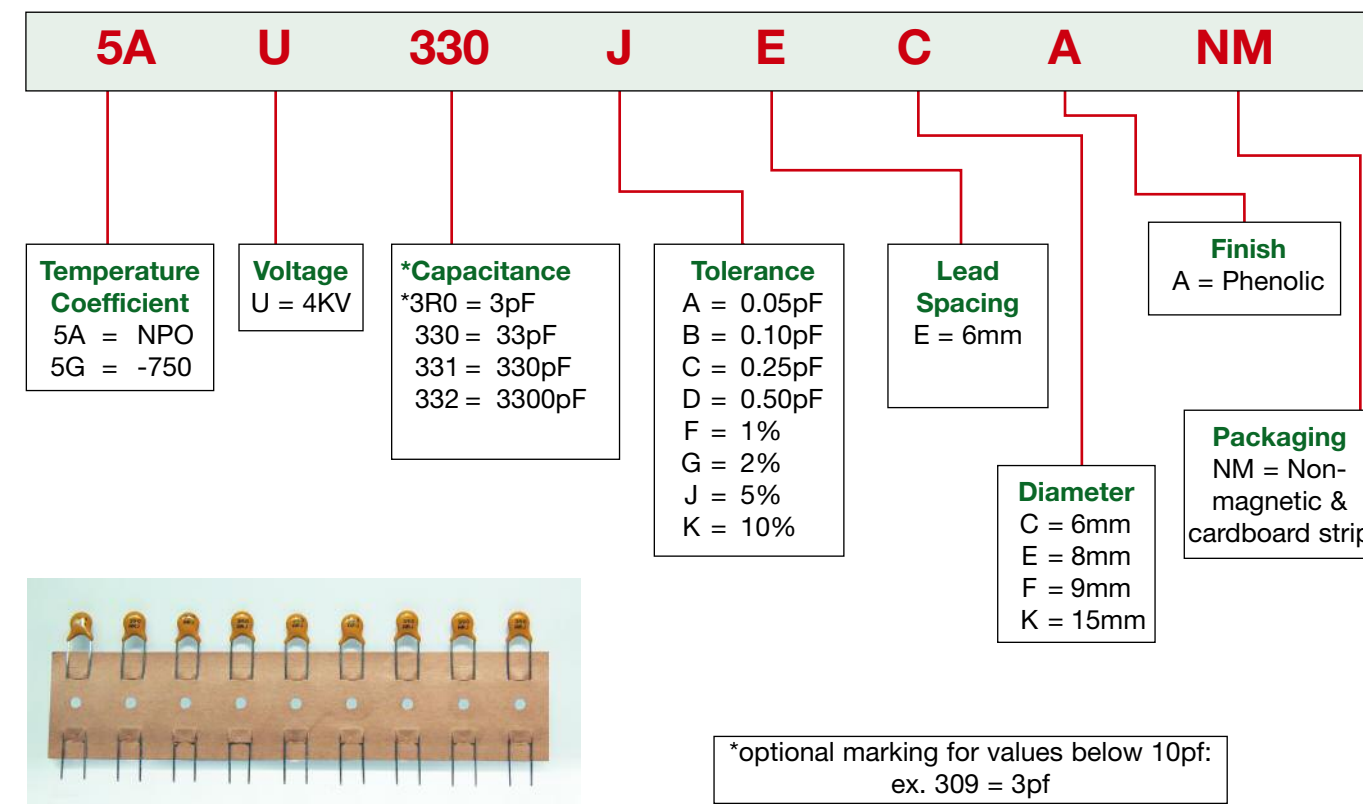 5A U 330 J E C A NM
Temperature
Coefficient
5A = NPO
5G = -750
Voltage
U = 4KV
*Capacitance
*3R0 = 3pF
330 = 33pF
331 = 330pF
332 = 3300pF
Tolerance
A = 0.05pF
B = 0.10pF
C = 0.25pF
D = 0.50pF
F = 1%
G = 2%
J = 5%
K = 10%
Lead
Spacing
E = 6mm
Diameter
C = 6mm
E = 8mm
F = 9mm
K = 15mm
Finish
A = Phenolic
Packaging
NM = Non-
magnetic &
cardboard strip
*optional marking for values below 10pf:
ex. 309 = 3pf